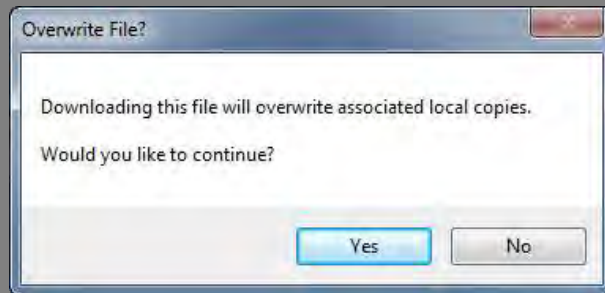 Overwrite File?
Downloading this file will overwrite associated local copies.
Would you like to continue?
Yes
No